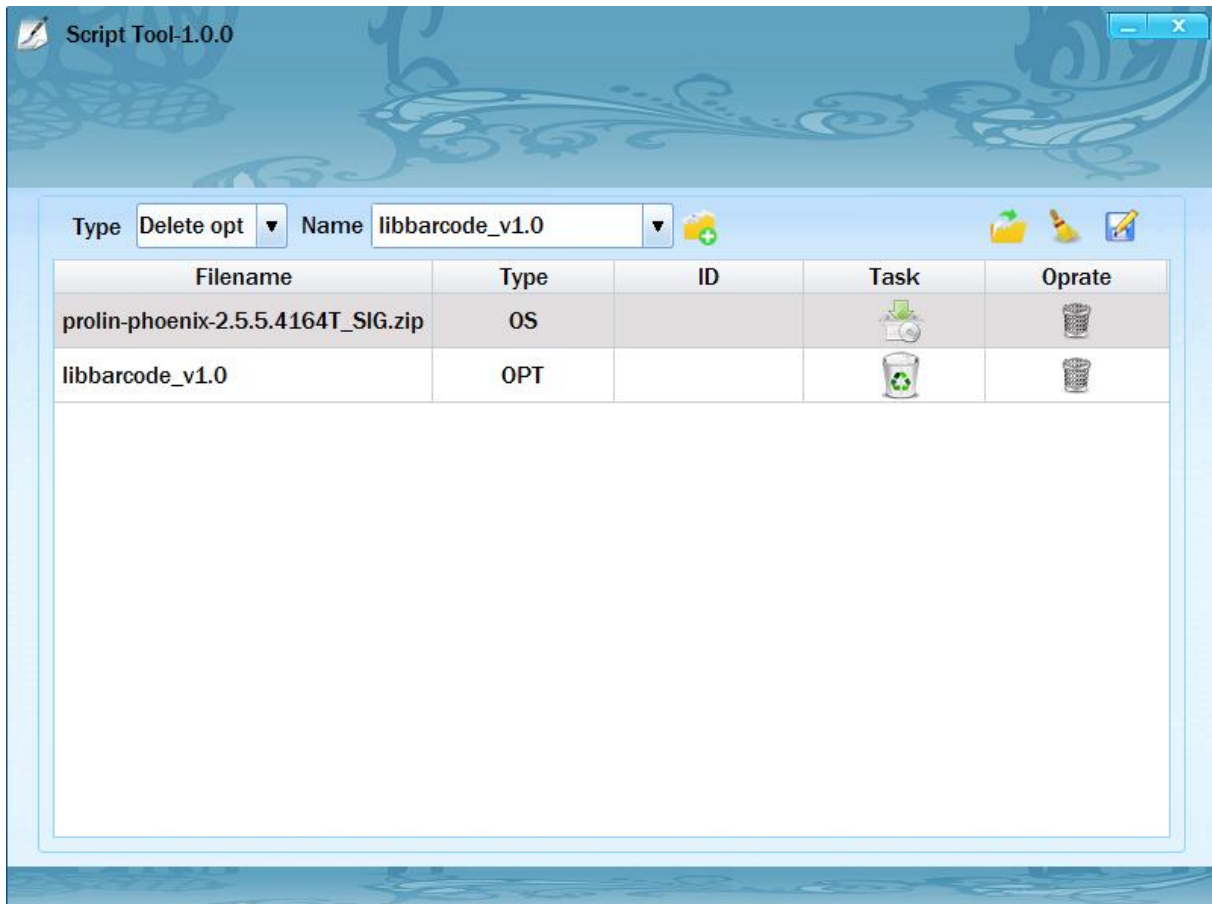 Script Tool-1.0.0
Type Delete opt Name libbarcode_v1.0
Filename Type ID Task Oprate
prolin-phoenix-2.5.5.4164T_SIG.zip OS
libbarcode_v1.0 OPT